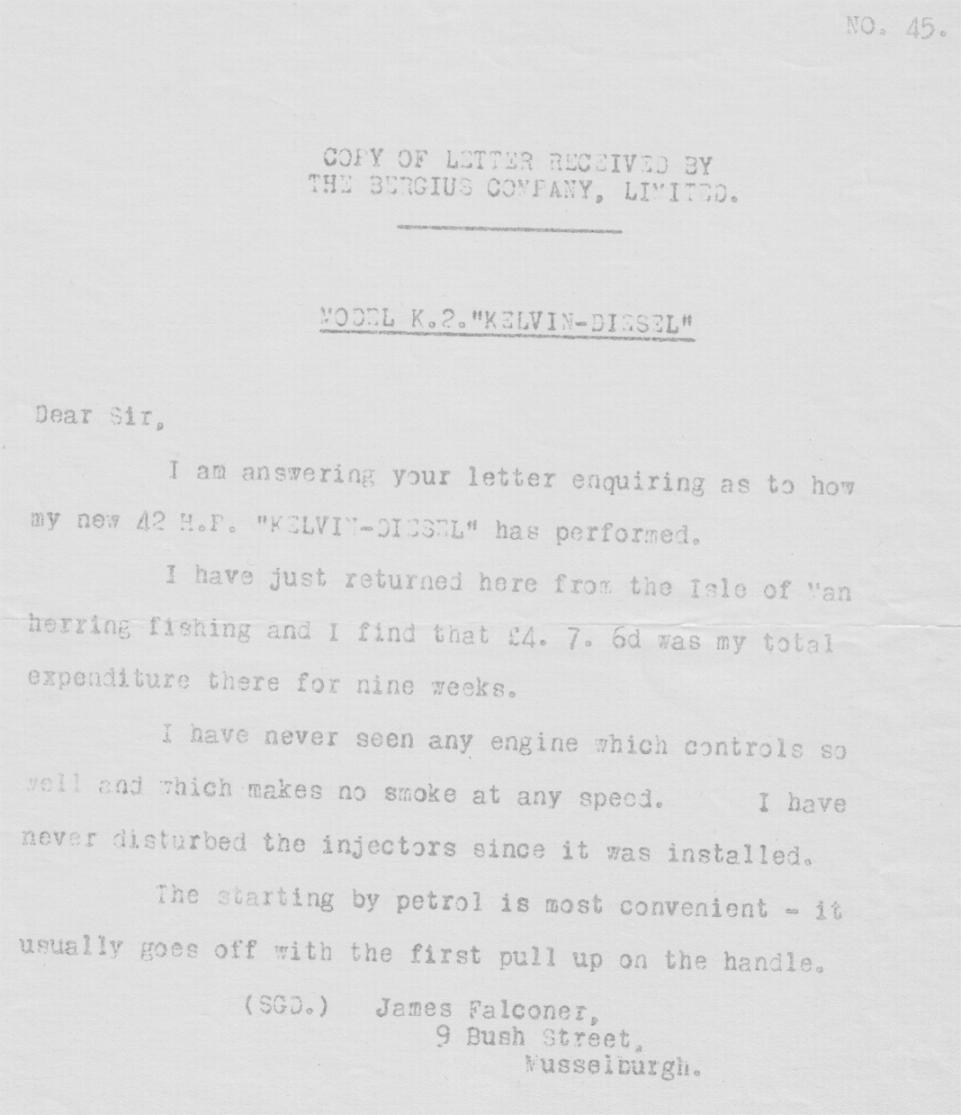 NO. 45.
COPY OF LETTER RECEIVED BY
THE BERGIUS COMPANY, LIMITED.
MODEL K.2."KELVIN-DIESEL"
Dear Sir,
I am answering your letter enquiring as to how
my new 42 H.P. "KELVIN-DIESEL" has performed.
I have just returned here from the Isle of Man
herring fishing and I find that £4. 7. 6d was my total
expenditure there for nine weeks.
I have never seen any engine which controls so
well and which makes no smoke at any speed. I have
never disturbed the injectors since it was installed.
The starting by petrol is most convenient - it
usually goes off with the first pull up on the handle.
(SGD.) James Falconer,
9 Bush Street,
Musselburgh.